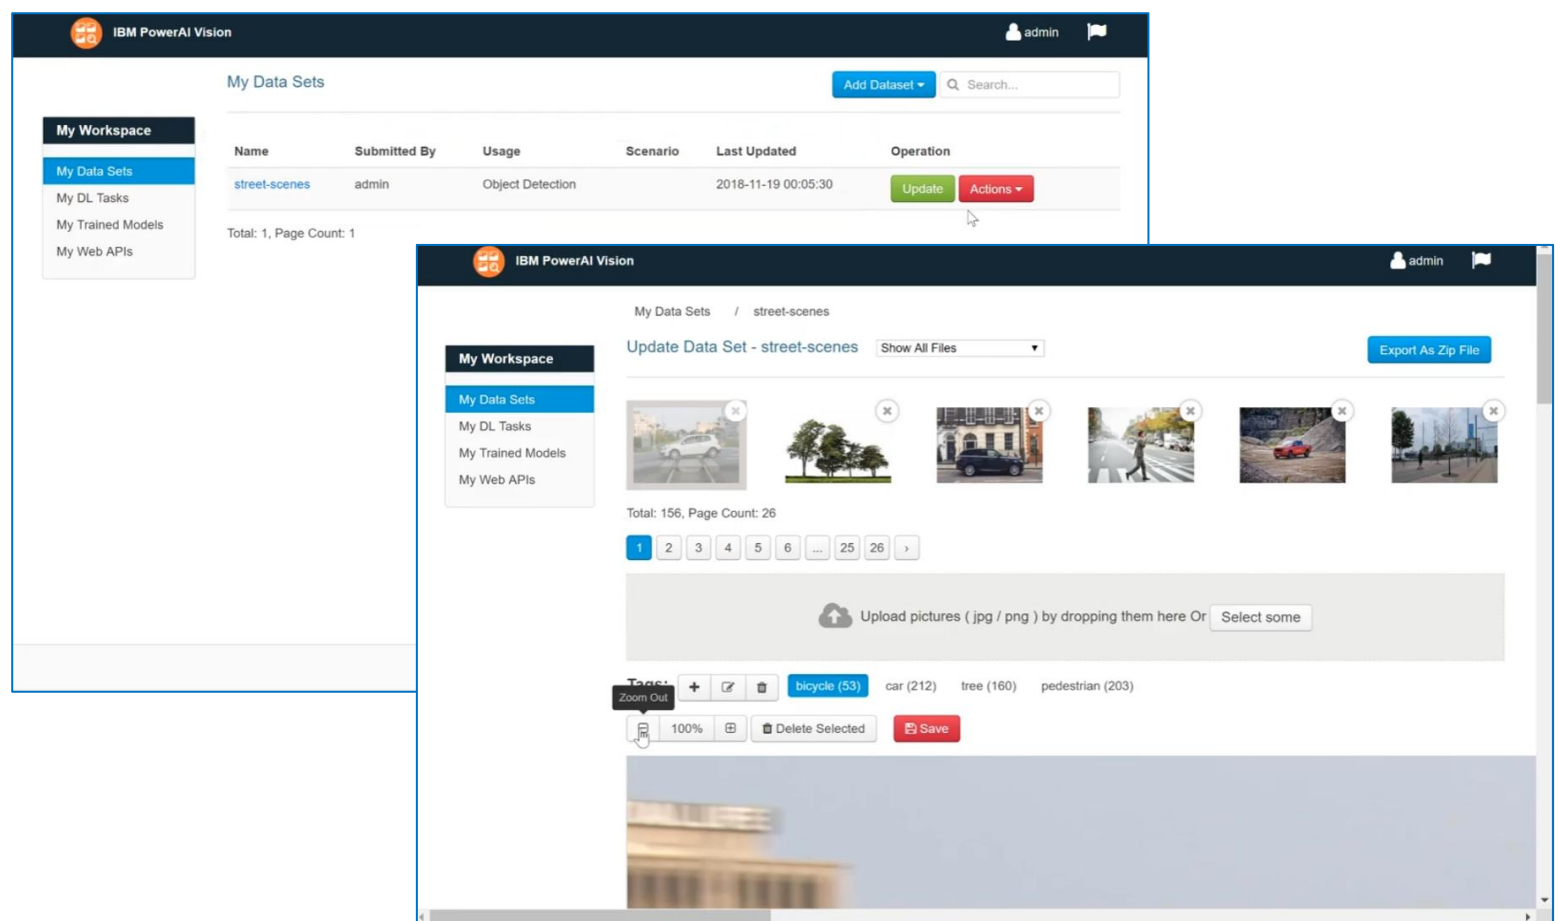 IBM PowerAI Vision
admin
My Data Sets
Add Dataset
Search...
My Workspace
My Data Sets
My DL Tasks
My Trained Models
My Web APIs
Name Submitted By Usage Scenario Last Updated Operation
street-scenes admin Object Detection 2018-11-19 00:05:30 Update Actions
Total: 1, Page Count: 1
IBM PowerAI Vision
admin
My Data Sets / street-scenes
My Workspace
My Data Sets
My DL Tasks
My Trained Models
My Web APIs
Update Data Set - street-scenes Show All Files Export As Zip File
Total: 156, Page Count: 26
1 2 3 4 5 6 ... 25 26 ›
Upload pictures ( jpg / png ) by dropping them here Or Select some
Tags: bicycle (53) car (212) tree (160) pedestrian (203)
Zoom Out
100% Delete Selected Save